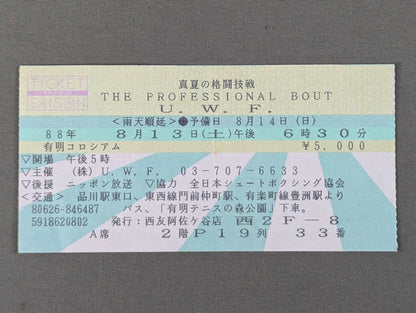 TICKET
SAISON
真夏の格闘技戦
THE PROFESSIONAL BOUT
U.W.F.
<雨天順延>●予備日 8月14日(日)
88年 8月13日(土)午後 6時30分
有明コロシアム ¥5,000
▽開場 午後5時
▽主催 (株)U.W.F. 03-707-6633
▽後援 ニッポン放送 ▽協力 全日本シュートボクシング協会
<交通> 品川駅東口、東西線門前仲町駅、有楽町線豊洲駅より
80626-846487 バス、「有明テニスの森公園」下車。
5918620802 発行:西友阿佐ケ谷店 西2F-8
A席 2階P19列 33番